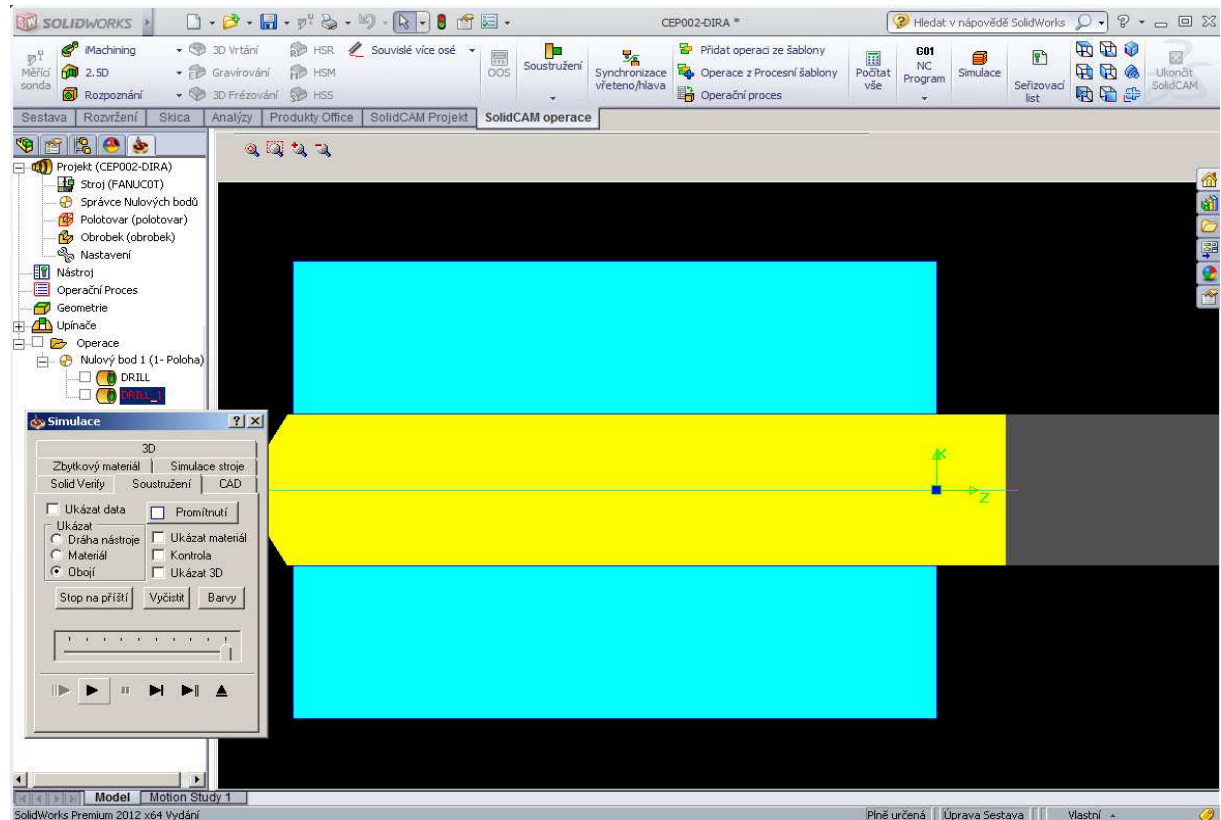 SOLIDWORKS
CEP002-DIRA *
Hledat v nápovědě SolidWorks
Měřící sonda
iMachining
2.5D
Rozpoznání
3D Vrtání
Gravírování
3D Frézování
HSR
HSM
HSS
Souvislé více osé
OOS
Soustružení
Synchronizace vřeteno/hlava
Přidat operaci ze šablony
Operace z Procesní šablony
Operační proces
Počítat vše
G01
NC Program
Simulace
Seřizovací list
Ukončit SolidCAM
Sestava
Rozvržení
Skica
Analýzy
Produkty Office
SolidCAM Projekt
SolidCAM operace
Projekt (CEP002-DIRA)
Stroj (FANUC0T)
Správce Nulových bodů
Polotovar (polotovar)
Obrobek (obrobek)
Nastavení
Nástroj
Operační Proces
Geometrie
Upínače
Operace
Nulový bod 1 (1- Poloha)
DRILL
DRILL_1
Simulace
3D
Zbytkový materiál
Simulace stroje
Solid Verify
Soustružení
CAD
Ukázat data
Promítnutí
Ukázat
Dráha nástroje
Materiál
Obojí
Ukázat materiál
Kontrola
Ukázat 3D
Stop na příští
Vyčistit
Barvy
X
Z
Model
Motion Study 1
SolidWorks Premium 2012 x64 Vydání
Plně určená
Úprava Sestava
Vlastní